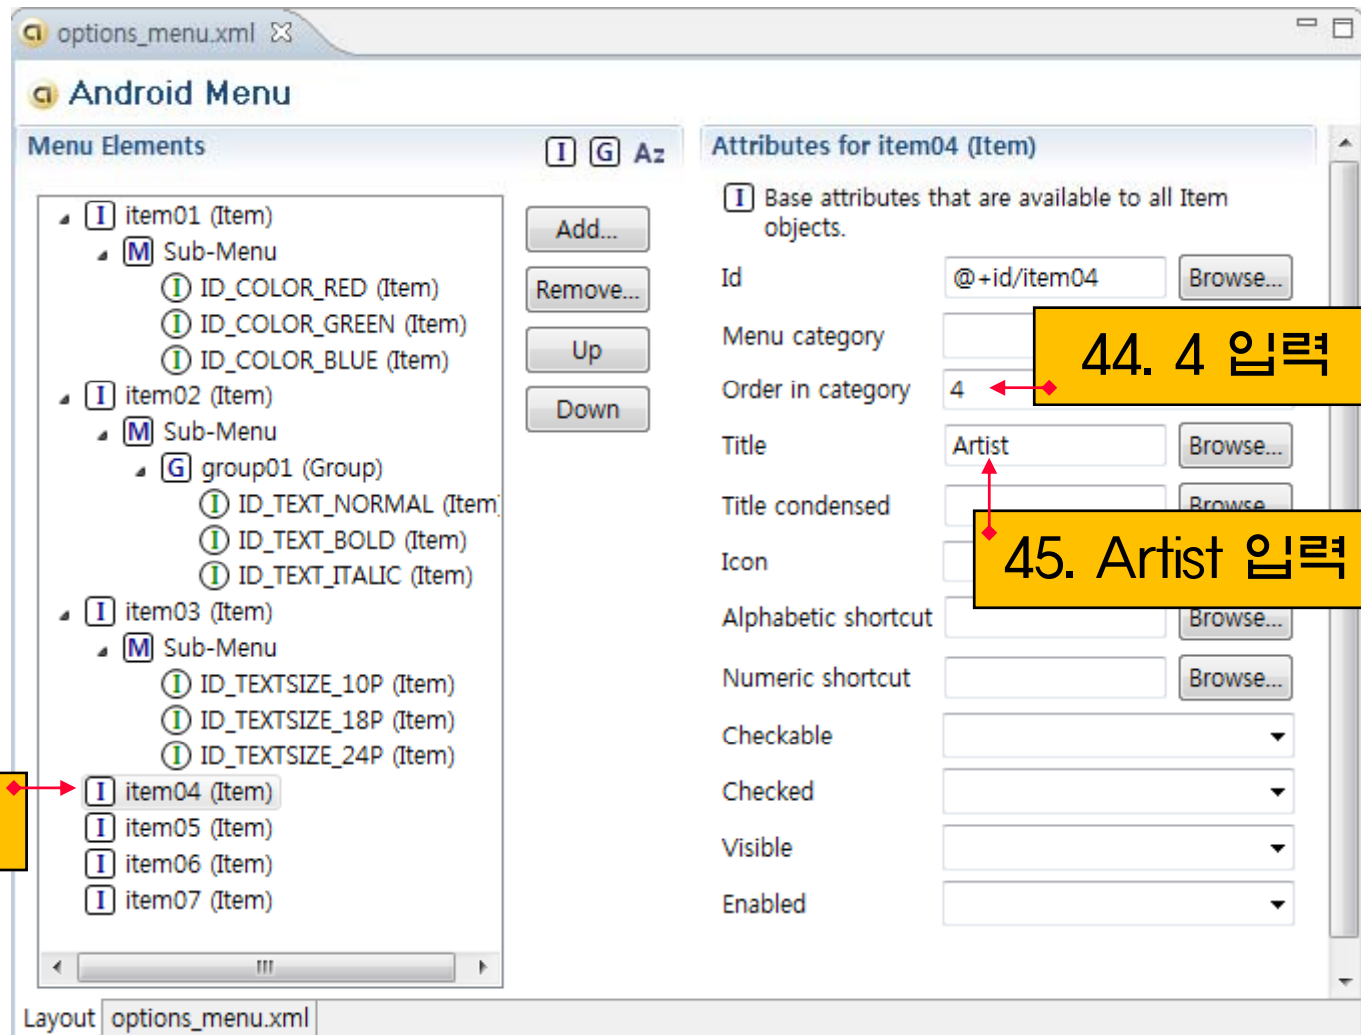 options_menu.xml
Android Menu
Menu Elements
I G Az
I item01 (Item)
M Sub-Menu
I ID_COLOR_RED (Item)
I ID_COLOR_GREEN (Item)
I ID_COLOR_BLUE (Item)
I item02 (Item)
M Sub-Menu
G group01 (Group)
I ID_TEXT_NORMAL (Item
I ID_TEXT_BOLD (Item)
I ID_TEXT_ITALIC (Item)
I item03 (Item)
M Sub-Menu
I ID_TEXTSIZE_10P (Item)
I ID_TEXTSIZE_18P (Item)
I ID_TEXTSIZE_24P (Item)
I item04 (Item)
I item05 (Item)
I item06 (Item)
I item07 (Item)
Add...
Remove...
Up
Down
Attributes for item04 (Item)
I Base attributes that are available to all Item
objects.
Id @+id/item04 Browse...
Menu category
44. 4 입력
Order in category 4
Title Artist Browse...
Title condensed Browse...
45. Artist 입력
Icon
Alphabetic shortcut Browse...
Numeric shortcut Browse...
Checkable
Checked
Visible
Enabled
Layout options_menu.xml